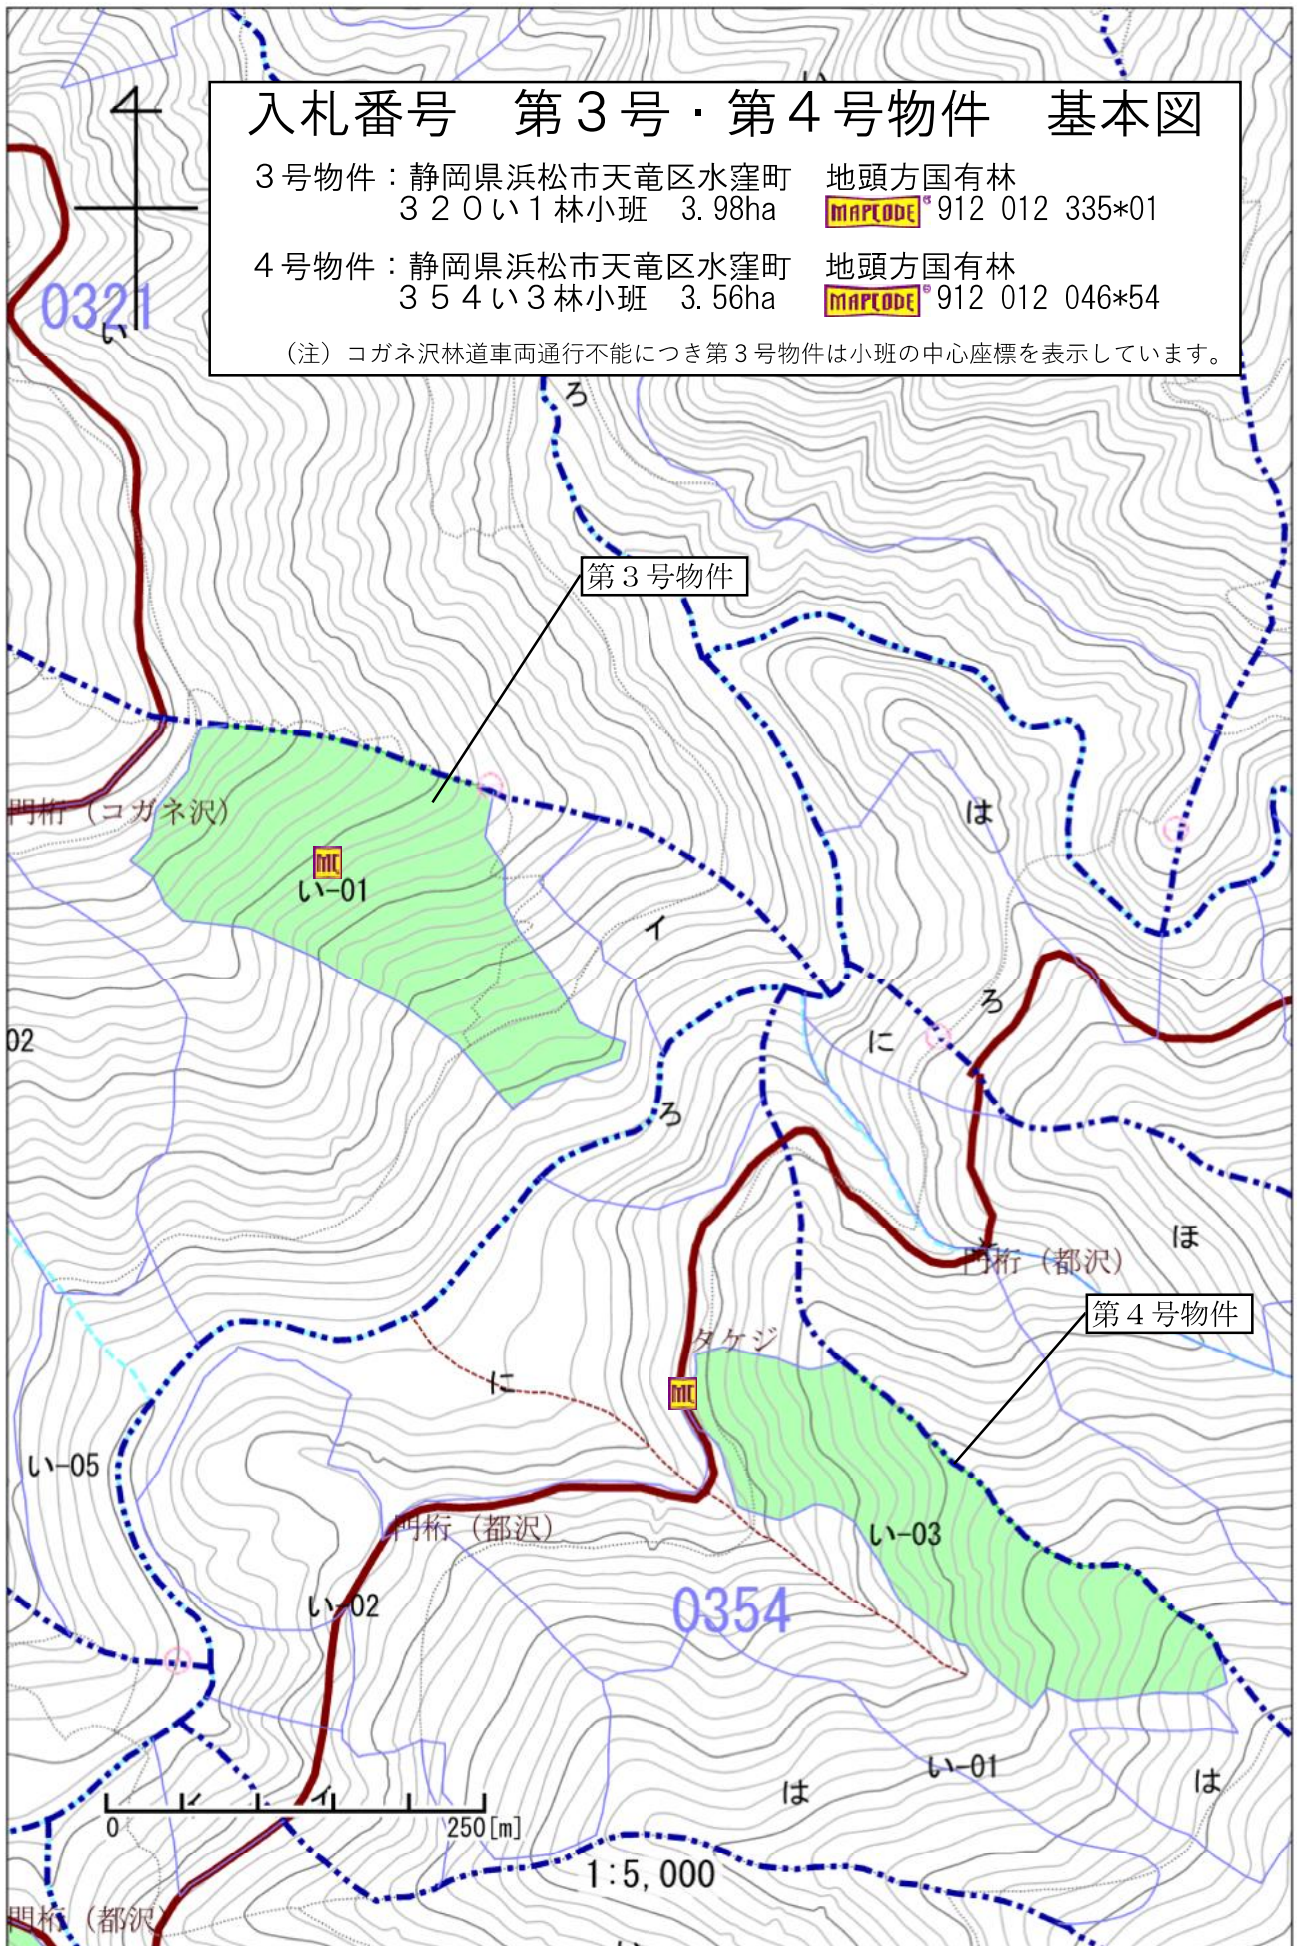 い
入札番号　第３号・第４号物件　基本図
３号物件：静岡県浜松市天竜区水窪町　地頭方国有林
３２０い１林小班　3.98ha　MAPCODE® 912 012 335*01
４号物件：静岡県浜松市天竜区水窪町　地頭方国有林
３５４い３林小班　3.56ha　MAPCODE® 912 012 046*54
（注）コガネ沢林道車両通行不能につき第３号物件は小班の中心座標を表示しています。
0321
い
ろ
第３号物件
門桁（コガネ沢）
は
MC
い-01
イ
ろ
02
に
ろ
ほ
門桁（都沢）
第４号物件
タケジ
MC
に
い-05
門桁（都沢）
い-03
い-02
0354
い-01
は
は
イ
0　250[m]
1:5,000
門桁（都沢）